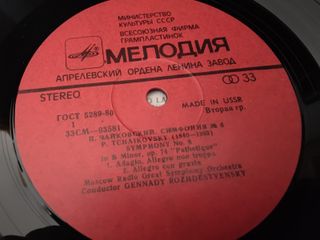 МИНИСТЕРСТВО
КУЛЬТУРЫ СССР
ВСЕСОЮЗНАЯ ФИРМА
ГРАМПЛАСТИНОК
МЕЛОДИЯ
АПРЕЛЕВСКИЙ ОРДЕНА ЛЕНИНА ЗАВОД
STEREO
33
ГОСТ 5289-80
MADE IN USSR
1
Вторая гр.
33СМ—03581
П. ЧАЙКОВСКИЙ. СИМФОНИЯ № 6
P. TCHAIKOVSKY (1840—1893)
SYMPHONY No. 6
in B Minor, op. 74 "Pathetique"
1. Adagio. Allegro non troppo
2. Allegro con grazia
Moscow Radio Great Symphony Orchestra
Conductor GENNADY ROZHDESTVENSKY